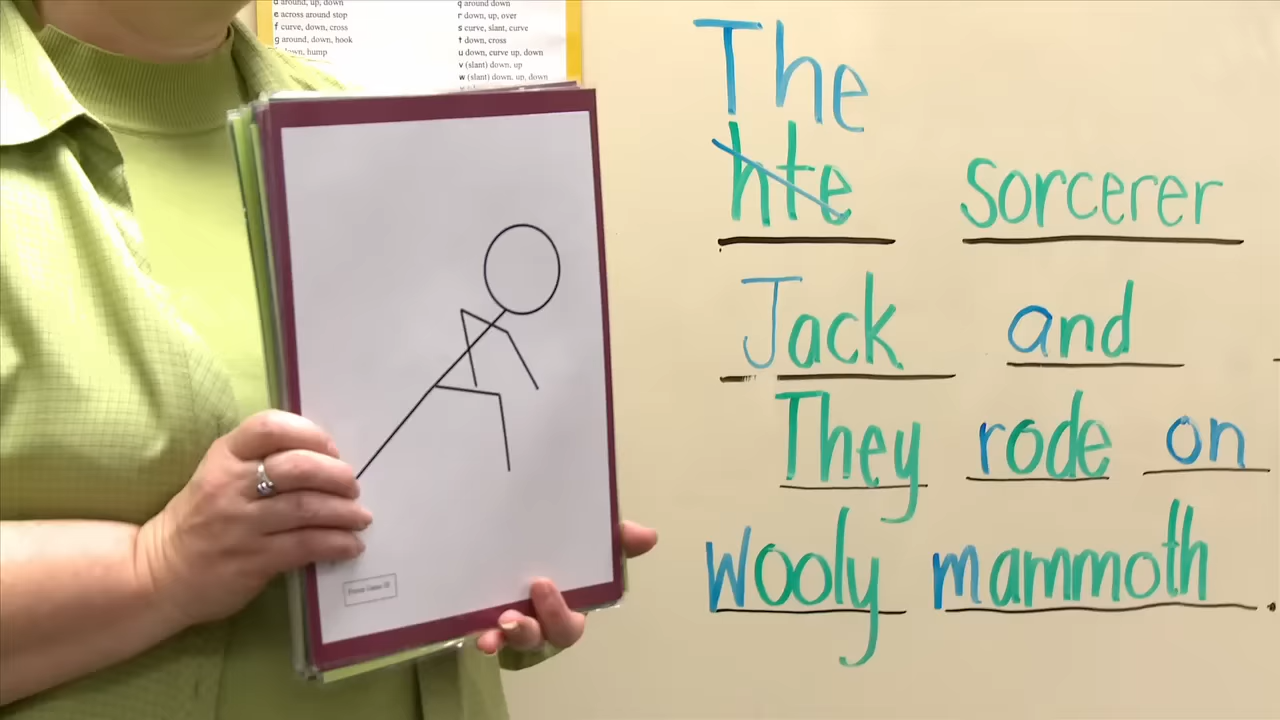 around, up, down
e across around stop
f curve, down, cross
g around, down, hook
down, hump
q around down
r down, up, over
s curve, slant, curve
t down, cross
u down, curve up, down
v (slant) down, up
w (slant) down, up, down
The
hte sorcerer
Jack and
They rode on
wooly mammoth.